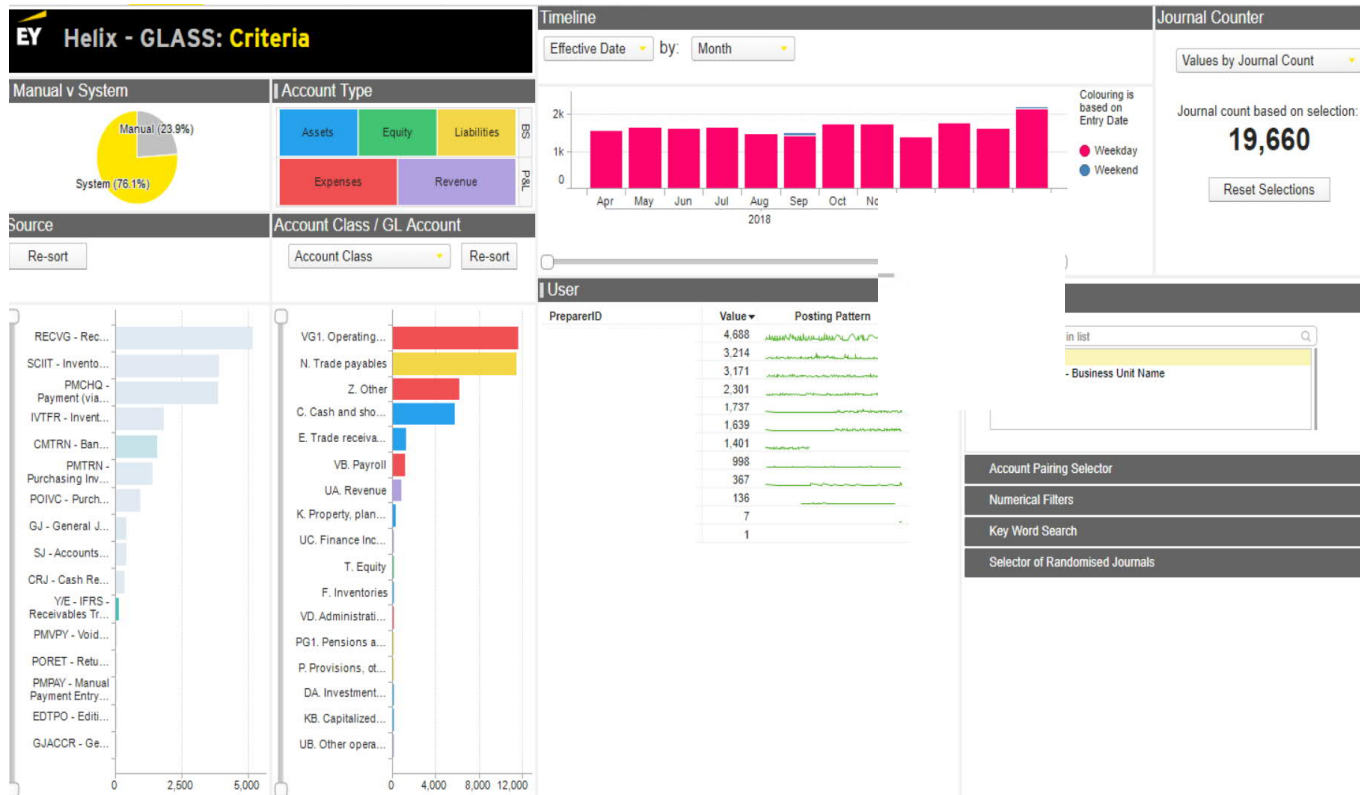 EY Helix - GLASS: Criteria
Manual v System
Manual (23.9%)
System (76.1%)
Account Type
Assets
Equity
Liabilities
BS
Expenses
Revenue
P&L
Source
Re-sort
RECVG - Rec...
SCIIT - Invento...
PMCHQ -
Payment (via...
IVTFR - Invent...
CMTRN - Ban...
PMTRN -
Purchasing Inv...
POIVC - Purch...
GJ - General J...
SJ - Accounts...
CRJ - Cash Re...
Y/E - IFRS -
Receivables Tr...
PMVPY - Void...
PORET - Retu...
PMPAY - Manual
Payment Entry...
EDTPO - Editi...
GJACCR - Ge...
0 2,500 5,000
Account Class / GL Account
Account Class
Re-sort
VG1. Operating...
N. Trade payables
Z. Other
C. Cash and sho...
E. Trade receiva...
VB. Payroll
UA. Revenue
K. Property, plan...
UC. Finance Inc...
T. Equity
F. Inventories
VD. Administrati...
PG1. Pensions a...
P. Provisions, ot...
DA. Investment...
KB. Capitalized...
UB. Other opera...
0 4,000 8,000 12,000
Timeline
Effective Date by: Month
2k
1k
0
Apr May Jun Jul Aug Sep Oct No
2018
Colouring is
based on
Entry Date
Weekday
Weekend
User
PreparerID Value Posting Pattern
4,688
3,214
3,171
2,301
1,737
1,639
1,401
998
367
136
7
1
Journal Counter
Values by Journal Count
Journal count based on selection:
19,660
Reset Selections
in list
- Business Unit Name
Account Pairing Selector
Numerical Filters
Key Word Search
Selector of Randomised Journals